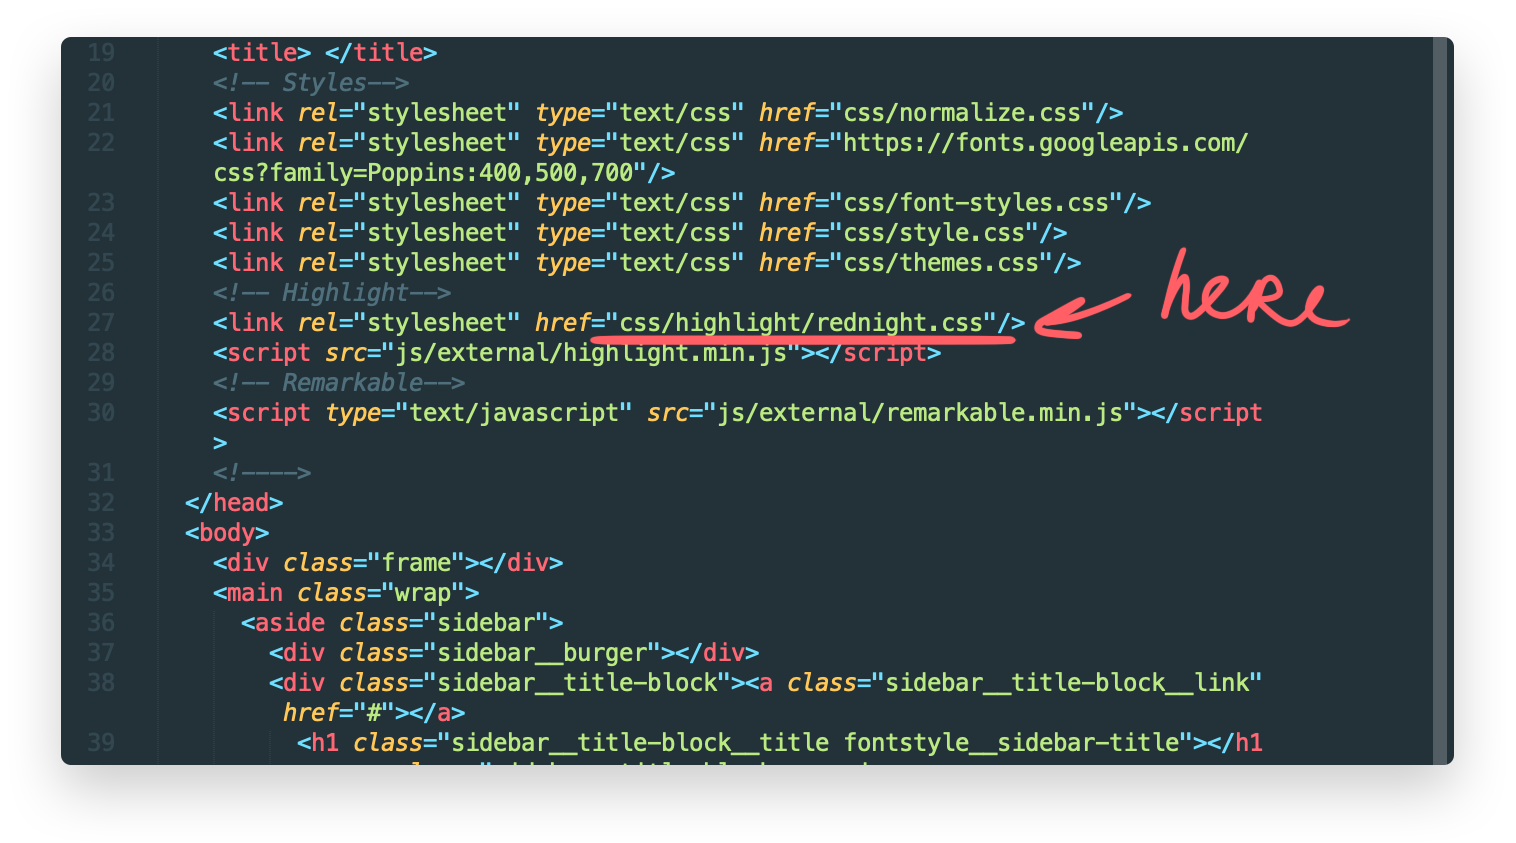 19 <title> </title>
20 <!-- Styles-->
21 <link rel="stylesheet" type="text/css" href="css/normalize.css"/>
22 <link rel="stylesheet" type="text/css" href="https://fonts.googleapis.com/
css?family=Poppins:400,500,700"/>
23 <link rel="stylesheet" type="text/css" href="css/font-styles.css"/>
24 <link rel="stylesheet" type="text/css" href="css/style.css"/>
25 <link rel="stylesheet" type="text/css" href="css/themes.css"/>
26 <!-- Highlight-->
27 <link rel="stylesheet" href="css/highlight/rednight.css"/>
here
28 <script src="js/external/highlight.min.js"></script>
29 <!-- Remarkable-->
30 <script type="text/javascript" src="js/external/remarkable.min.js"></script
>
31 <!---->
32 </head>
33 <body>
34 <div class="frame"></div>
35 <main class="wrap">
36 <aside class="sidebar">
37 <div class="sidebar__burger"></div>
38 <div class="sidebar__title-block"><a class="sidebar__title-block__link"
href="#"></a>
39 <h1 class="sidebar__title-block__title fontstyle__sidebar-title"></h1